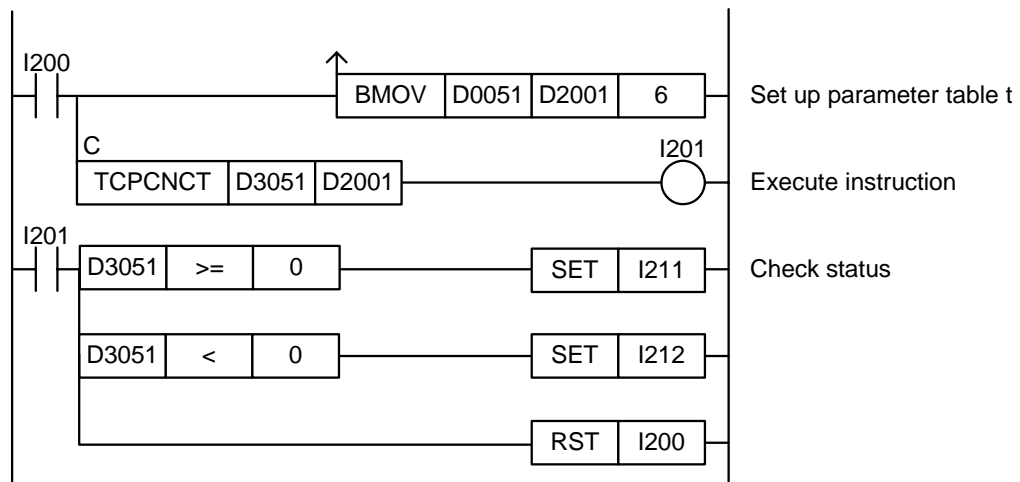 I200
BMOV D0051 D2001 6 Set up parameter table t
C I201
TCPCNCT D3051 D2001 Execute instruction
I201
D3051 >= 0 SET I211 Check status
D3051 < 0 SET I212
RST I200